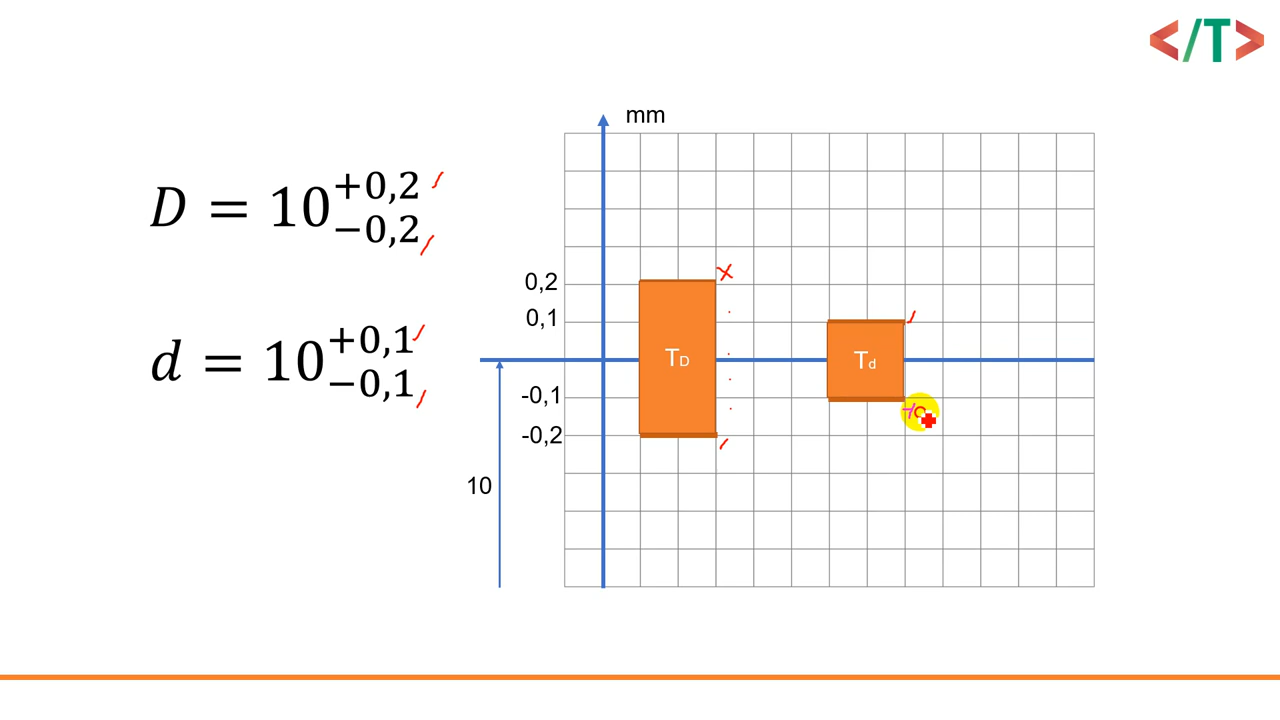 </T>
mm
D = 10 +0,2 −0,2
d = 10 +0,1 −0,1
0,2
0,1
-0,1
-0,2
10
TD
Td